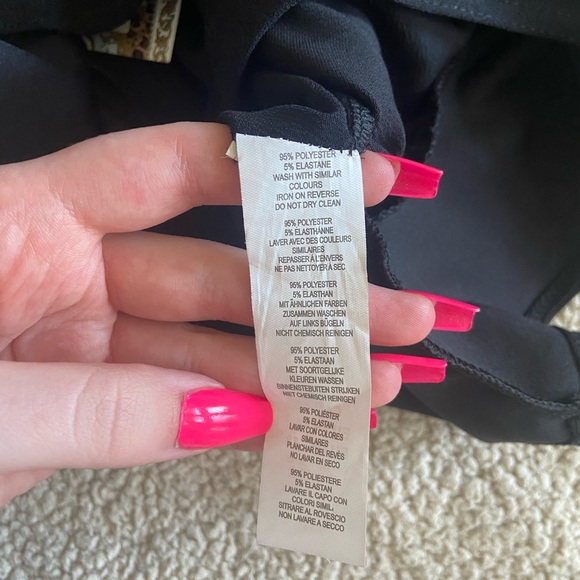 95% POLYESTER
5% ELASTANE
WASH WITH SIMILAR
COLOURS
IRON ON REVERSE
DO NOT DRY CLEAN
95% POLYESTER
5% ÉLASTHÁNNE
LAVER AVEC DES COULEURS
SIMILAIRES
REPASSER À L'ENVERS
NE PAS NETTOYER À SEC
95% POLYESTER
5% ELASTHAN
MIT ÄHNLICHEN FARBEN
ZUSAMMEN WASCHEN
AUF LINKS BÜGELN
NICHT CHEMISCH REINIGEN
95% POLYESTER
5% ELASTAAN
MET SOORTGELIJKE
KLEUREN WASSEN
BINNENSTEBUITEN STRIJKEN
NIET CHEMISCH REINIGEN
95% POLIÉSTER
5% ELASTAN
LAVAR CON COLORES
SIMILARES
PLANCHAR DEL REVÉS
NO LAVAR EN SECO
95% POLIESTERE
5% ELASTAN
LAVARE IL CAPO CON
COLORI SIMIL.
STIRARE AL ROVESCIO
NON LAVARE A SECCO